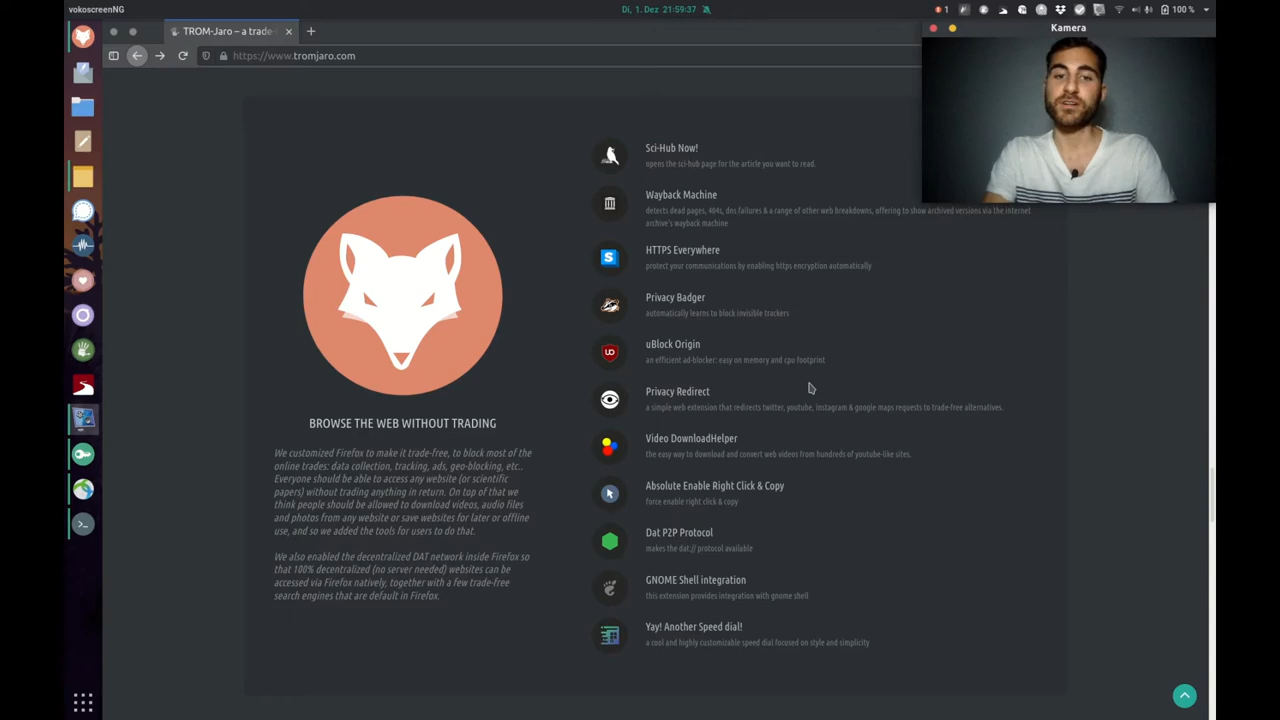 vokoscreenNG
Di, 1. Dez 21:59:37
1
100 %
Kamera
TROM-Jaro – a trade-
https://www.tromjaro.com
Sci-Hub Now!
opens the sci-hub page for the article you want to read.
Wayback Machine
detects dead pages, 404s, dns failures & a range of other web breakdowns, offering to show archived versions via the internet
archive's wayback machine
HTTPS Everywhere
protect your communications by enabling https encryption automatically
Privacy Badger
automatically learns to block invisible trackers
uBlock Origin
an efficient ad-blocker: easy on memory and cpu footprint
Privacy Redirect
a simple web extension that redirects twitter, youtube, instagram & google maps requests to trade-free alternatives.
Video DownloadHelper
the easy way to download and convert web videos from hundreds of youtube-like sites.
Absolute Enable Right Click & Copy
force enable right click & copy
Dat P2P Protocol
makes the dat:// protocol available
GNOME Shell integration
this extension provides integration with gnome shell
Yay! Another Speed dial!
a cool and highly customizable speed dial focused on style and simplicity
BROWSE THE WEB WITHOUT TRADING
We customized Firefox to make it trade-free, to block most of the
online trades: data collection, tracking, ads, geo-blocking, etc..
Everyone should be able to access any website (or scientific
papers) without trading anything in return. On top of that we
think people should be allowed to download videos, audio files
and photos from any website or save websites for later or offline
use, and so we added the tools for users to do that.
We also enabled the decentralized DAT network inside Firefox so
that 100% decentralized (no server needed) websites can be
accessed via Firefox natively, together with a few trade-free
search engines that are default in Firefox.